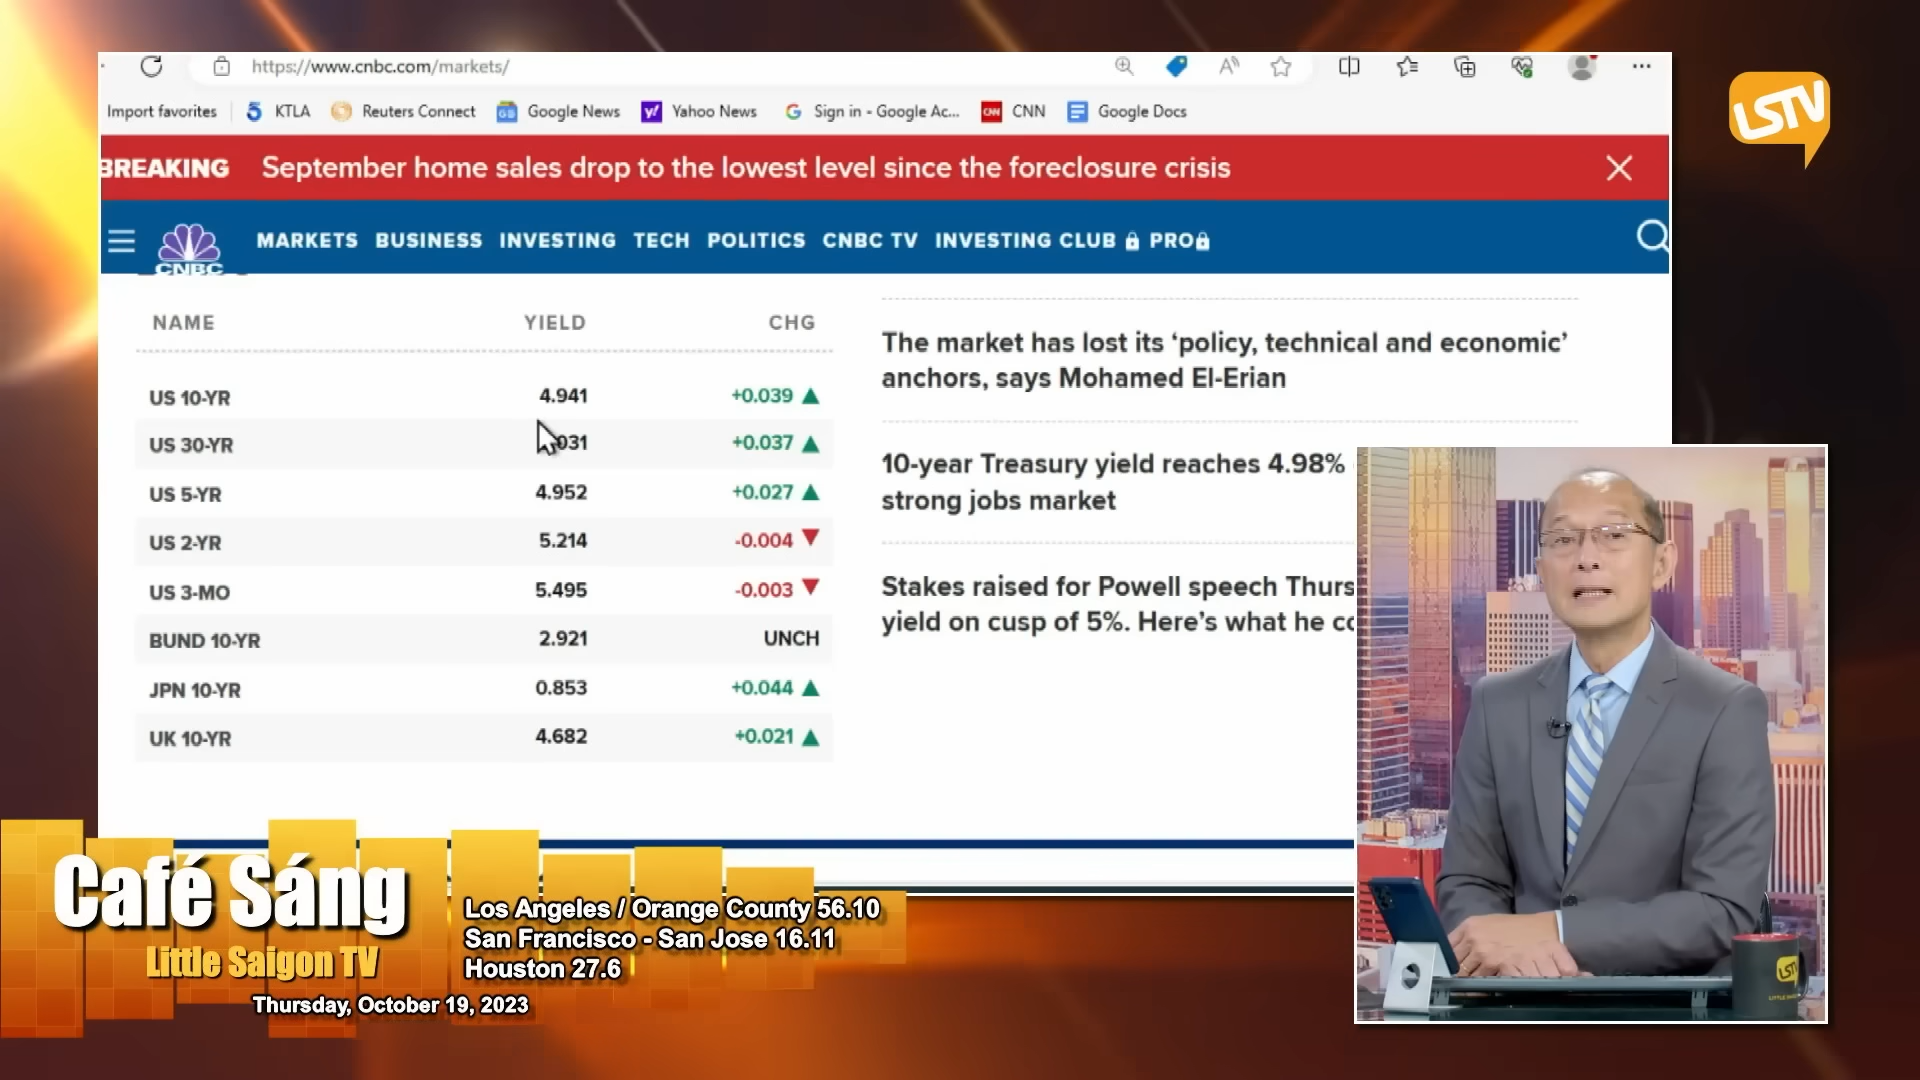 https://www.cnbc.com/markets/
LSTV
Import favorites KTLA Reuters Connect Google News Yahoo News Sign in - Google Ac... CNN Google Docs
BREAKING September home sales drop to the lowest level since the foreclosure crisis
CNBC MARKETS BUSINESS INVESTING TECH POLITICS CNBC TV INVESTING CLUB PRO
NAME YIELD CHG
US 10-YR 4.941 +0.039
US 30-YR 031 +0.037
US 5-YR 4.952 +0.027
US 2-YR 5.214 -0.004
US 3-MO 5.495 -0.003
BUND 10-YR 2.921 UNCH
JPN 10-YR 0.853 +0.044
UK 10-YR 4.682 +0.021
The market has lost its ‘policy, technical and economic’
anchors, says Mohamed El-Erian
10-year Treasury yield reaches 4.98%
strong jobs market
Stakes raised for Powell speech Thurs
yield on cusp of 5%. Here’s what he co
Café Sáng
Little Saigon TV
Thursday, October 19, 2023
Los Angeles / Orange County 56.10
San Francisco - San Jose 16.11
Houston 27.6
LSTV